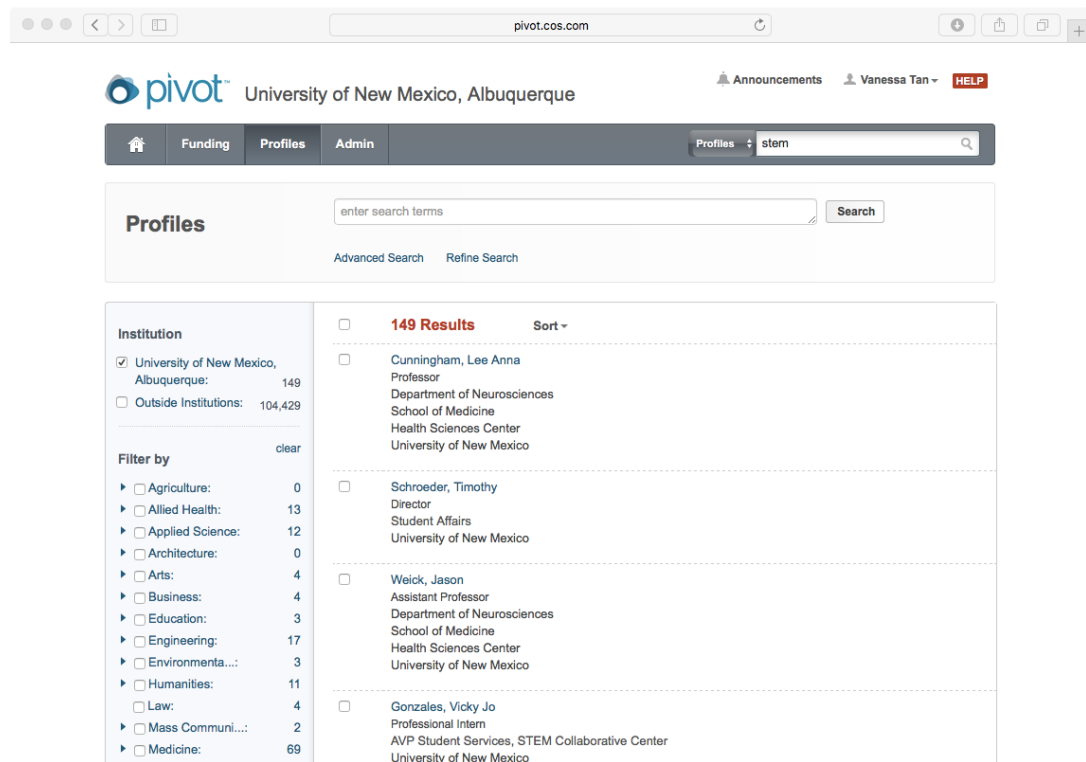 pivot.cos.com
pivot™ University of New Mexico, Albuquerque
Announcements Vanessa Tan HELP
Funding Profiles Admin Profiles stem
Profiles
enter search terms
Search
Advanced Search Refine Search
Institution
University of New Mexico,
Albuquerque: 149
Outside Institutions: 104,429
clear
Filter by
Agriculture: 0
Allied Health: 13
Applied Science: 12
Architecture: 0
Arts: 4
Business: 4
Education: 3
Engineering: 17
Environmenta...: 3
Humanities: 11
Law: 4
Mass Communi...: 2
Medicine: 69
149 Results Sort
Cunningham, Lee Anna
Professor
Department of Neurosciences
School of Medicine
Health Sciences Center
University of New Mexico
Schroeder, Timothy
Director
Student Affairs
University of New Mexico
Weick, Jason
Assistant Professor
Department of Neurosciences
School of Medicine
Health Sciences Center
University of New Mexico
Gonzales, Vicky Jo
Professional Intern
AVP Student Services, STEM Collaborative Center
University of New Mexico